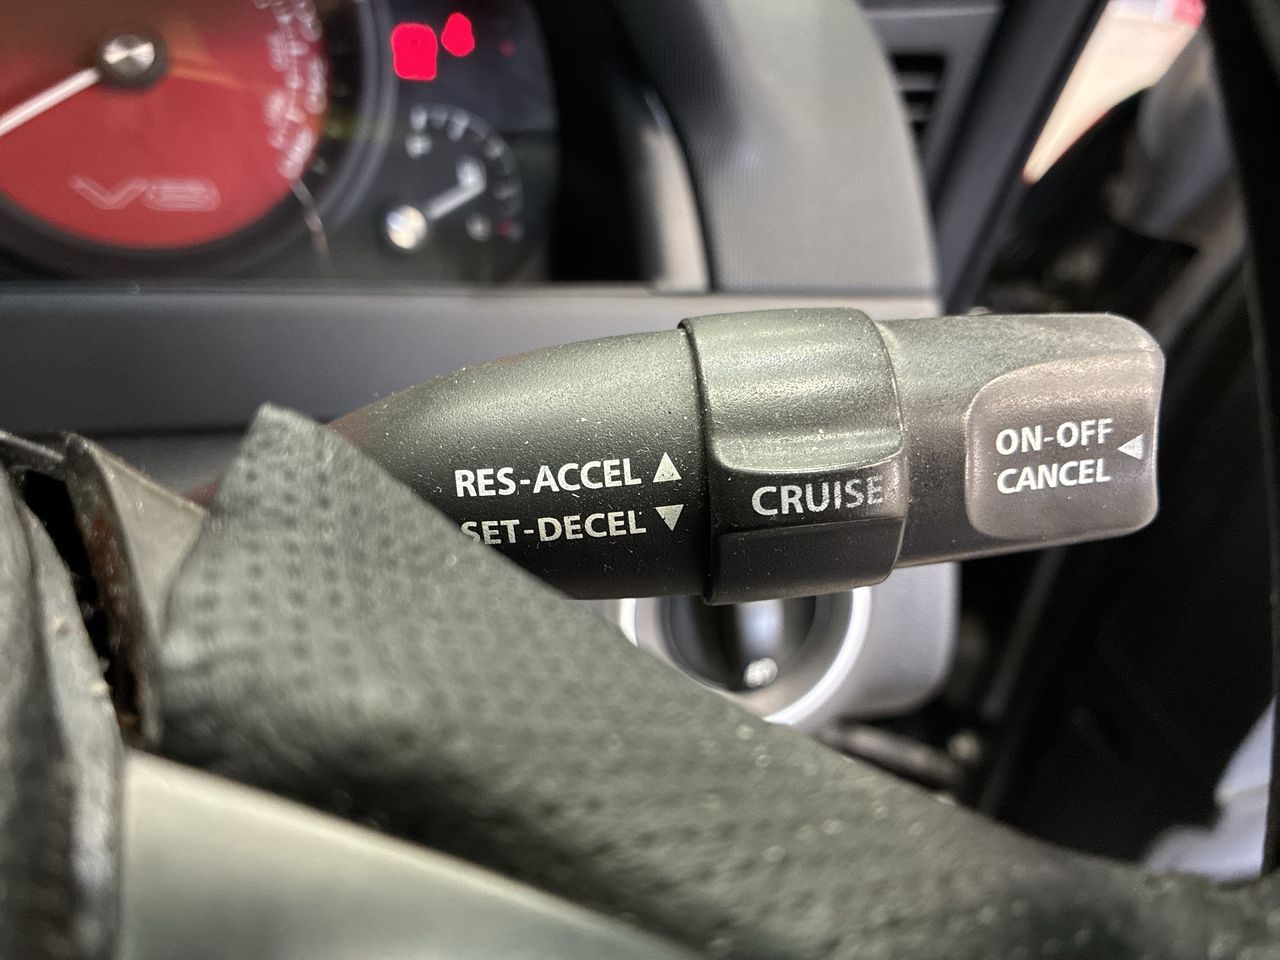 V8
RES-ACCEL ▲
SET-DECEL ▼
CRUISE
ON-OFF
CANCEL
◀